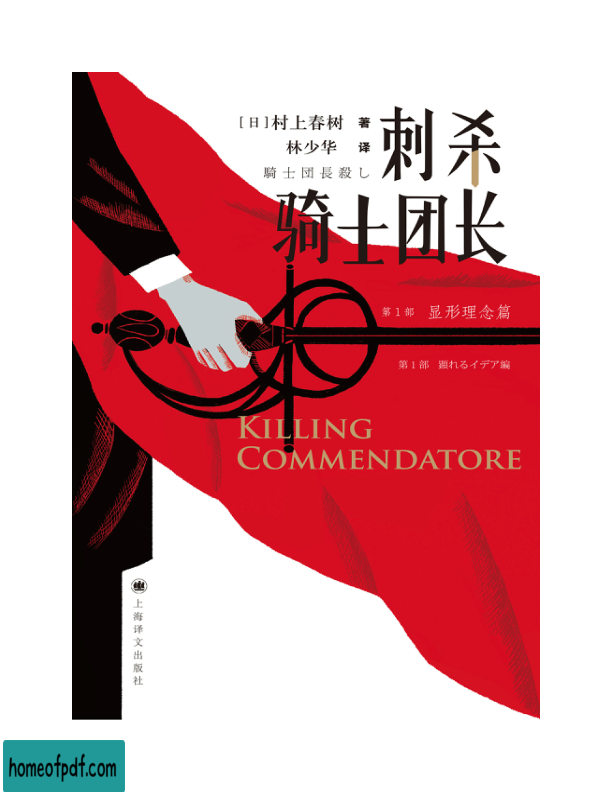 [日]村上春树 著
林少华 译
騎士団長殺し
刺杀
骑士团长
第1部 显形理念篇
第1部 顕れるイデア編
KILLING
COMMENDATORE
上海译文出版社
homeofpdf.com